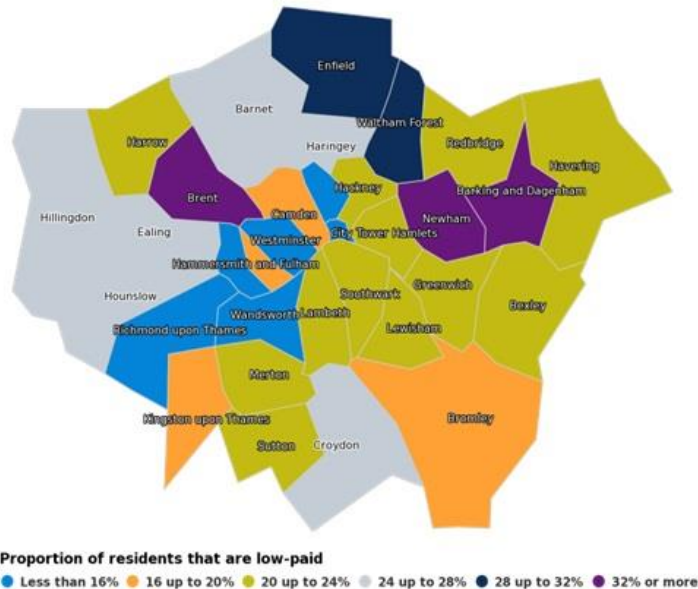 Enfield
Barnet
Waltham Forest
Harrow
Haringey
Redbridge
Havering
Hackney
Barking and Dagenham
Brent
Camden
Newham
Hillingdon
Ealing
City Tower Hamlets
Westminster
Hammersmith and Fulham
Greenwich
Hounslow
Southwark
Bexley
Wandsworth Lambeth
Richmond upon Thames
Lewisham
Merton
Kingston upon Thames
Bromley
Sutton
Croydon
Proportion of residents that are low-paid
Less than 16% 16 up to 20% 20 up to 24% 24 up to 28% 28 up to 32% 32% or more